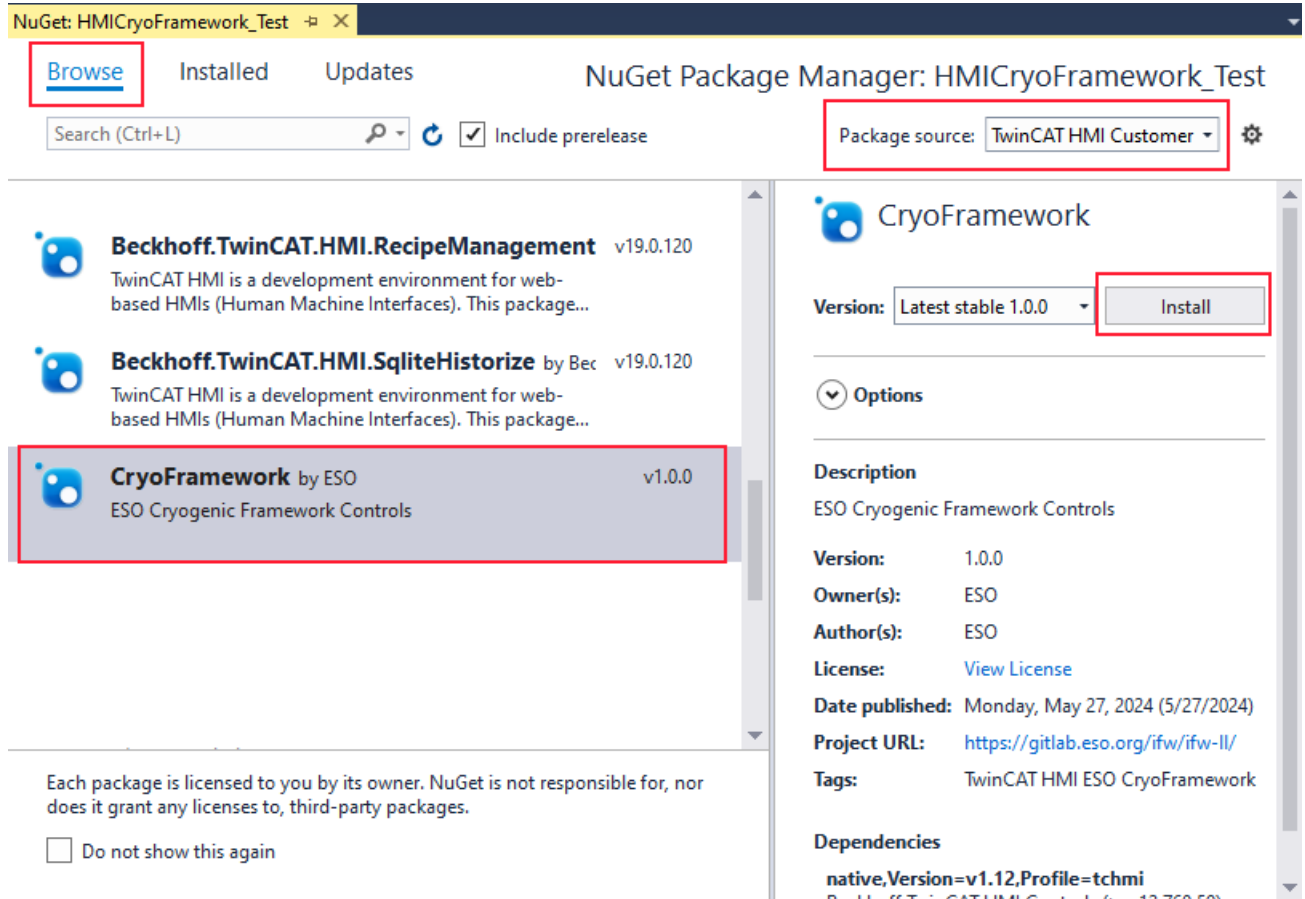 NuGet: HMICryoFramework_Test
Browse Installed Updates
NuGet Package Manager: HMICryoFramework_Test
Search (Ctrl+L)
Include prerelease
Package source: TwinCAT HMI Customer
Beckhoff.TwinCAT.HMI.RecipeManagement v19.0.120
TwinCAT HMI is a development environment for web-
based HMIs (Human Machine Interfaces). This package...
Beckhoff.TwinCAT.HMI.SqliteHistorize by Bec v19.0.120
TwinCAT HMI is a development environment for web-
based HMIs (Human Machine Interfaces). This package...
CryoFramework by ESO v1.0.0
ESO Cryogenic Framework Controls
Each package is licensed to you by its owner. NuGet is not responsible for, nor
does it grant any licenses to, third-party packages.
Do not show this again
CryoFramework
Version: Latest stable 1.0.0 Install
Options
Description
ESO Cryogenic Framework Controls
Version: 1.0.0
Owner(s): ESO
Author(s): ESO
License: View License
Date published: Monday, May 27, 2024 (5/27/2024)
Project URL: https://gitlab.eso.org/ifw/ifw-ll/
Tags: TwinCAT HMI ESO CryoFramework
Dependencies
native,Version=v1.12,Profile=tchmi